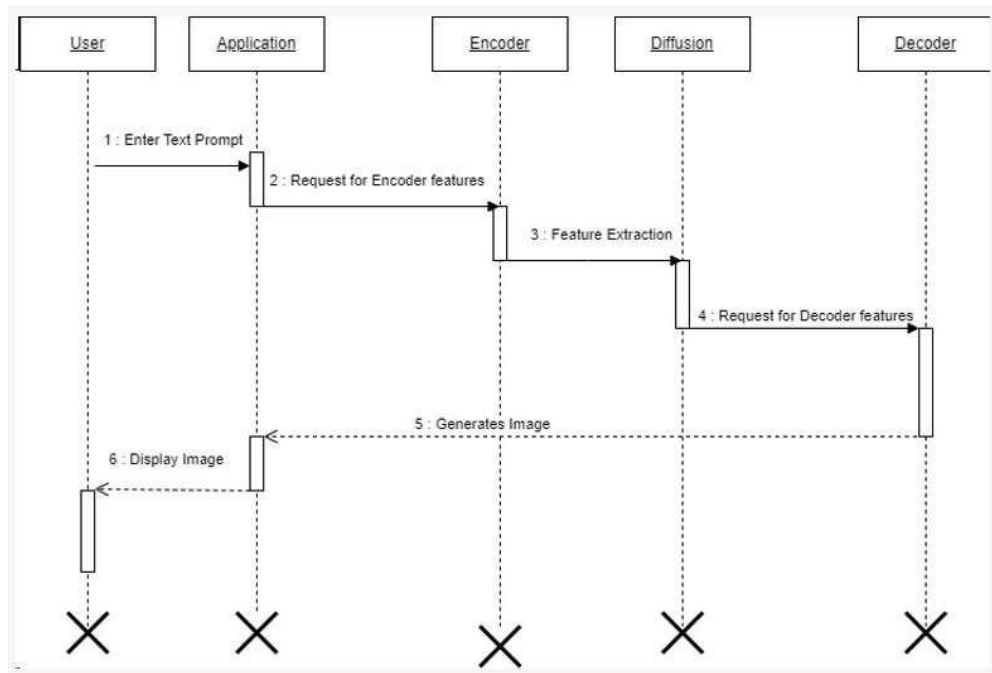 User
Application
Encoder
Diffusion
Decoder
1 : Enter Text Prompt
2 : Request for Encoder features
3 : Feature Extraction
4 : Request for Decoder features
5 : Generates Image
6 : Display Image